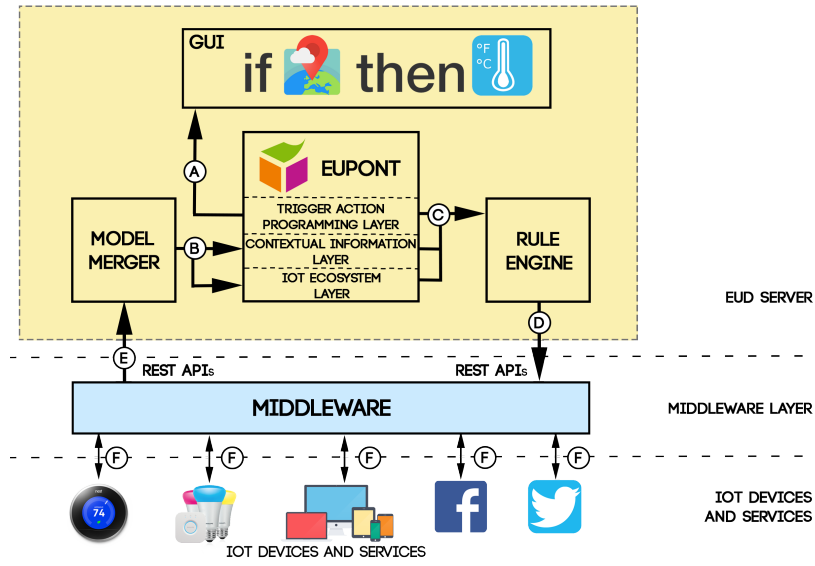 GUI
if then
°F
°C
A
EUPONT
TRIGGER ACTION
PROGRAMMING LAYER
C
MODEL
MERGER
B
CONTEXTUAL INFORMATION
LAYER
IOT ECOSYSTEM
LAYER
RULE
ENGINE
EUD SERVER
D
E
REST APIs
REST APIs
MIDDLEWARE
MIDDLEWARE LAYER
F
F
F
F
F
74
IOT DEVICES
AND SERVICES
IOT DEVICES AND SERVICES